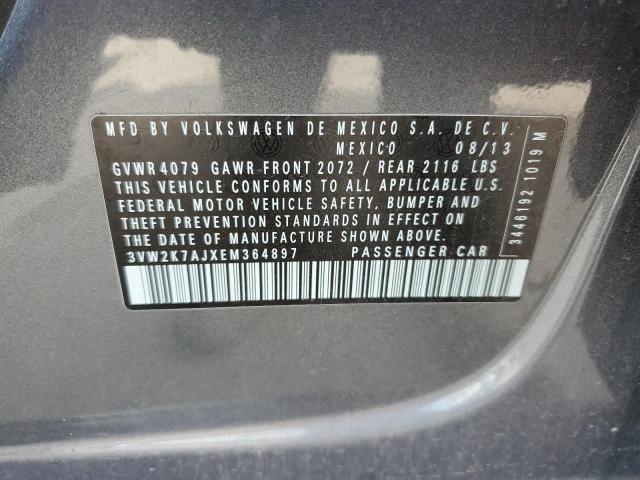 MFD BY VOLKSWAGEN DE MEXICO S.A. DE C.V.
MEXICO 08/13
GVWR 4079 GAWR FRONT 2072 / REAR 2116 LBS
THIS VEHICLE CONFORMS TO ALL APPLICABLE U.S.
FEDERAL MOTOR VEHICLE SAFETY, BUMPER AND
THEFT PREVENTION STANDARDS IN EFFECT ON
THE DATE OF MANUFACTURE SHOWN ABOVE.
3VW2K7AJXEM364897 PASSENGER CAR
3446192 1019 M